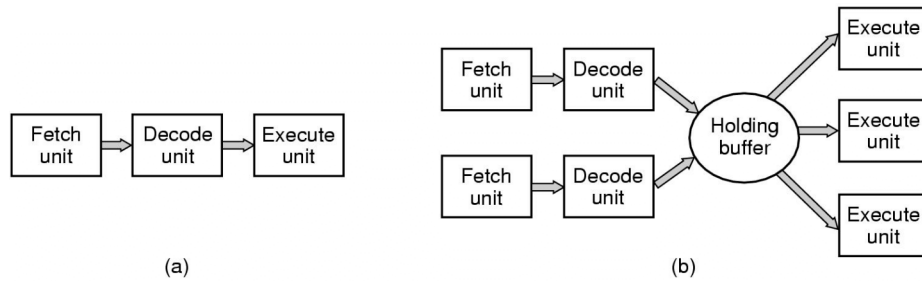 Fetch
unit
Decode
unit
Execute
unit
(a)
Fetch
unit
Decode
unit
Fetch
unit
Decode
unit
Holding
buffer
Execute
unit
Execute
unit
Execute
unit
(b)